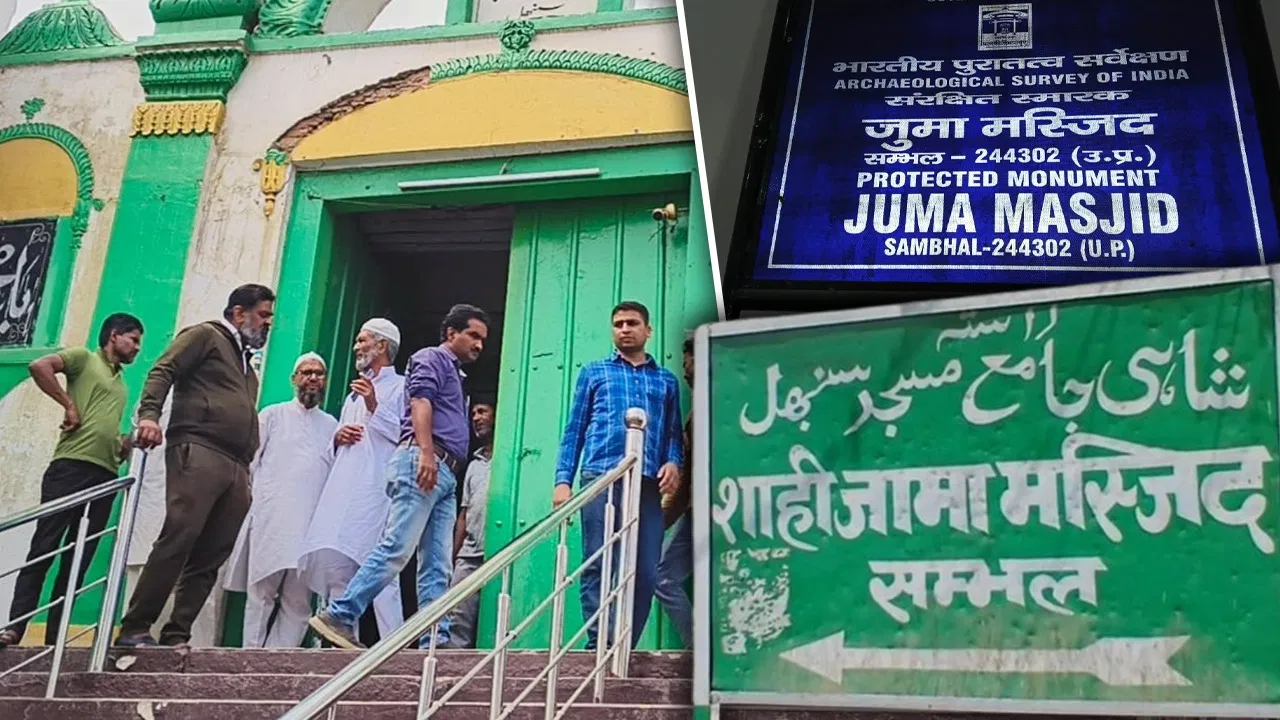 भारतीय पुरातत्व सर्वेक्षण
ARCHAEOLOGICAL SURVEY OF INDIA
संरक्षित स्मारक
जुमा मस्जिद
सम्भल - 244302 (उ.प्र.)
PROTECTED MONUMENT
JUMA MASJID
SAMBHAL-244302 (U.P.)
راستہ
شاہی جامع مسجد سنبھل
शाही जामा मस्जिद
सम्भल